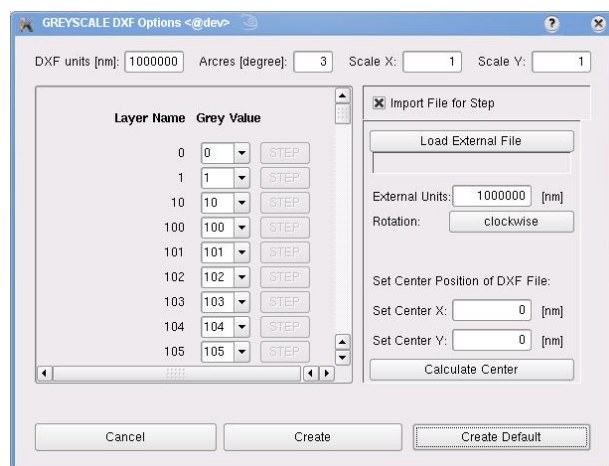 GREYSCALE DXF Options <@dev>
DXF units [nm]: 1000000 Arcres [degree]: 3 Scale X: 1 Scale Y: 1
Layer Name Grey Value
0 0 STEP
1 1 STEP
10 10 STEP
100 100 STEP
101 101 STEP
102 102 STEP
103 103 STEP
104 104 STEP
105 105 STEP
Import File for Step
Load External File
External Units: 1000000 [nm]
Rotation: clockwise
Set Center Position of DXF File:
Set Center X: 0 [nm]
Set Center Y: 0 [nm]
Calculate Center
Cancel Create Create Default